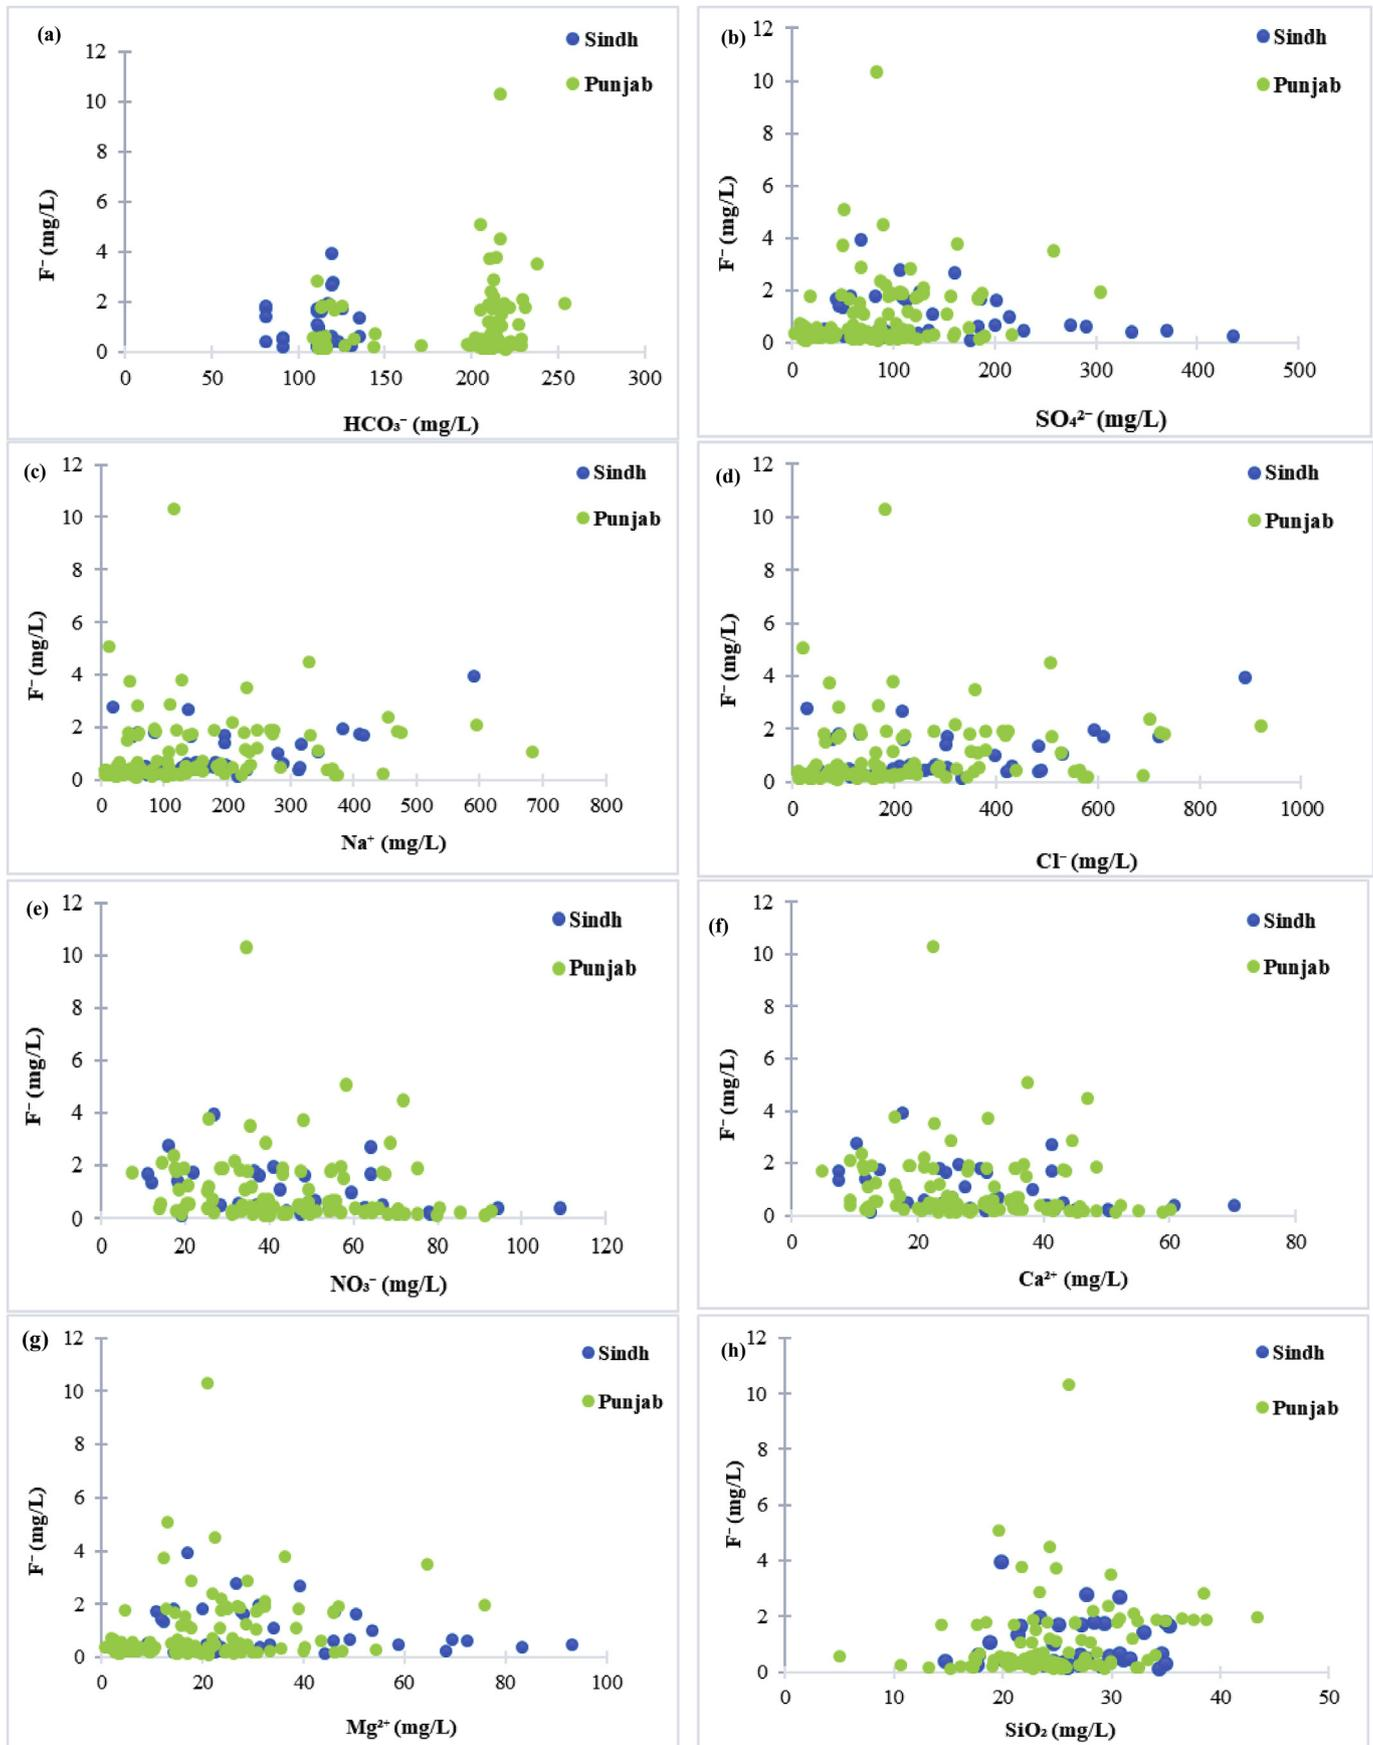 (a)
Sindh
Punjab
12
10
8
6
4
2
0
F⁻ (mg/L)
0 50 100 150 200 250 300
HCO₃⁻ (mg/L)
(b)
Sindh
Punjab
12
10
8
6
4
2
0
F⁻ (mg/L)
0 100 200 300 400 500
SO₄²⁻ (mg/L)
(c)
Sindh
Punjab
12
10
8
6
4
2
0
F⁻ (mg/L)
0 100 200 300 400 500 600 700 800
Na⁺ (mg/L)
(d)
Sindh
Punjab
12
10
8
6
4
2
0
F⁻ (mg/L)
0 200 400 600 800 1000
Cl⁻ (mg/L)
(e)
Sindh
Punjab
12
10
8
6
4
2
0
F⁻ (mg/L)
0 20 40 60 80 100 120
NO₃⁻ (mg/L)
(f)
Sindh
Punjab
12
10
8
6
4
2
0
F⁻ (mg/L)
0 20 40 60 80
Ca²⁺ (mg/L)
(g)
Sindh
Punjab
12
10
8
6
4
2
0
F⁻ (mg/L)
0 20 40 60 80 100
Mg²⁺ (mg/L)
(h)
Sindh
Punjab
12
10
8
6
4
2
0
F⁻ (mg/L)
0 10 20 30 40 50
SiO₂ (mg/L)